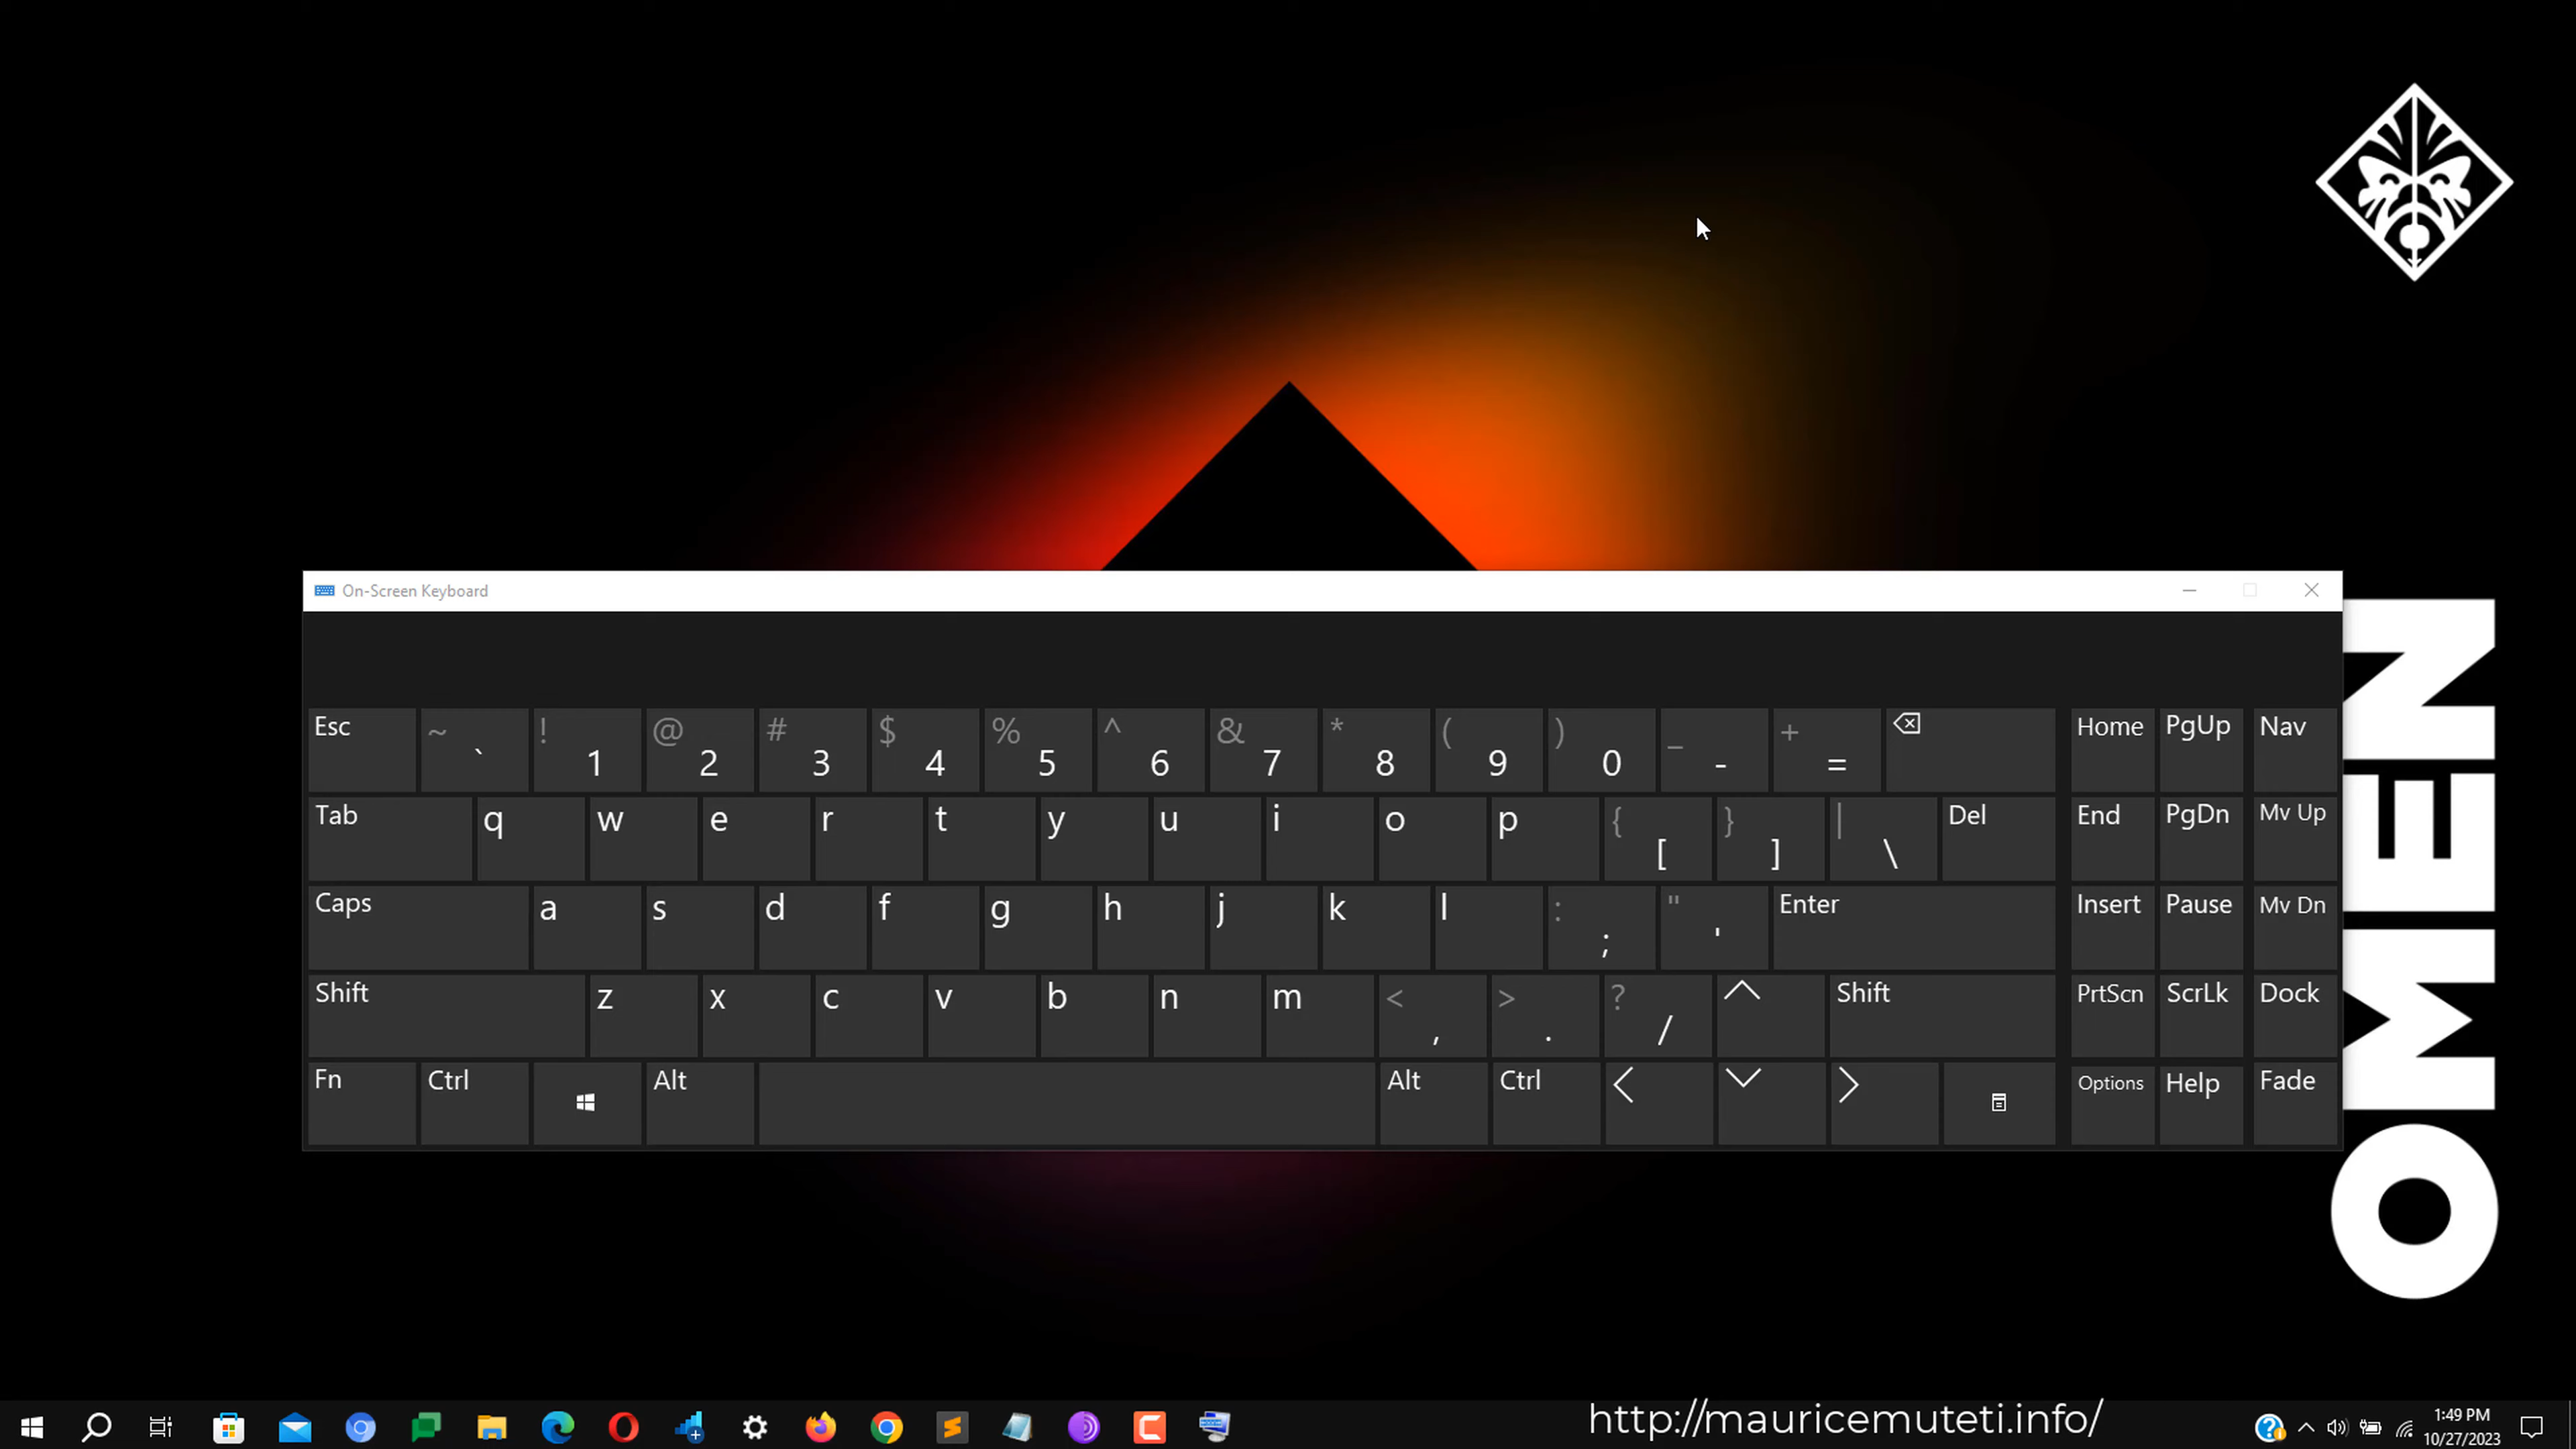 On-Screen Keyboard
Esc ~ ` ! 1 @ 2 # 3 $ 4 % 5 ^ 6 & 7 * 8 ( 9 ) 0 _ - + = Home PgUp Nav
Tab q w e r t y u i o p { [ } ] | \ Del End PgDn Mv Up
Caps a s d f g h j k l : ; " ' Enter Insert Pause Mv Dn
Shift z x c v b n m < , > . ? / Shift PrtScn ScrLk Dock
Fn Ctrl Alt Alt Ctrl Options Help Fade
OMEN
http://mauricemuteti.info/
1:49 PM
10/27/2023